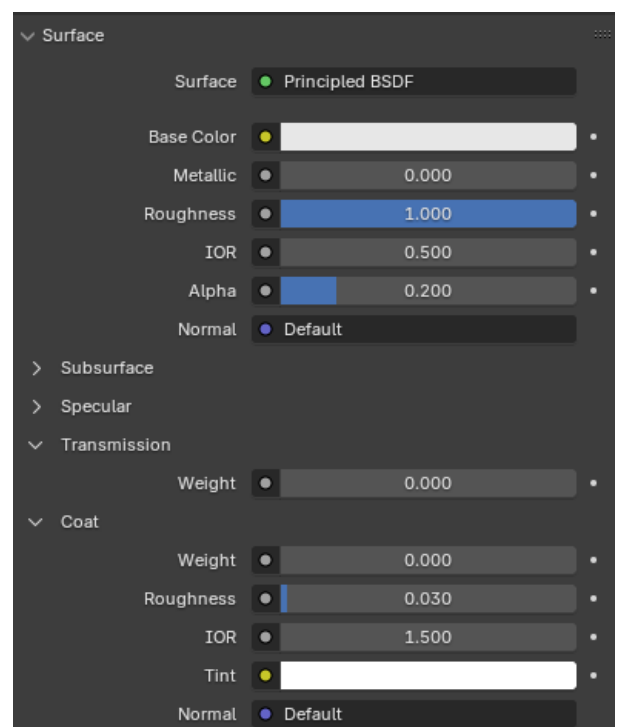 Surface
Surface Principled BSDF
Base Color
Metallic 0.000
Roughness 1.000
IOR 0.500
Alpha 0.200
Normal Default
Subsurface
Specular
Transmission
Weight 0.000
Coat
Weight 0.000
Roughness 0.030
IOR 1.500
Tint
Normal Default